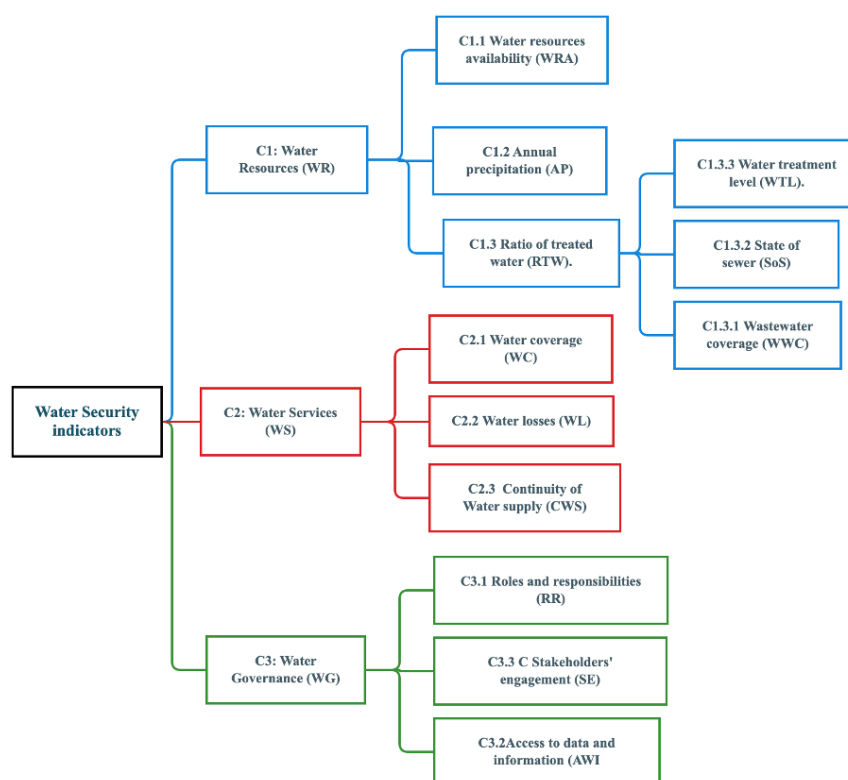 Water Security
indicators
C1: Water
Resources (WR)
C1.1 Water resources
availability (WRA)
C1.2 Annual
precipitation (AP)
C1.3 Ratio of treated
water (RTW).
C1.3.3 Water treatment
level (WTL).
C1.3.2 State of
sewer (SoS)
C1.3.1 Wastewater
coverage (WWC)
C2: Water Services
(WS)
C2.1 Water coverage
(WC)
C2.2 Water losses (WL)
C2.3 Continuity of
Water supply (CWS)
C3: Water
Governance (WG)
C3.1 Roles and responsibilities
(RR)
C3.3 C Stakeholders'
engagement (SE)
C3.2Access to data and
information (AWI